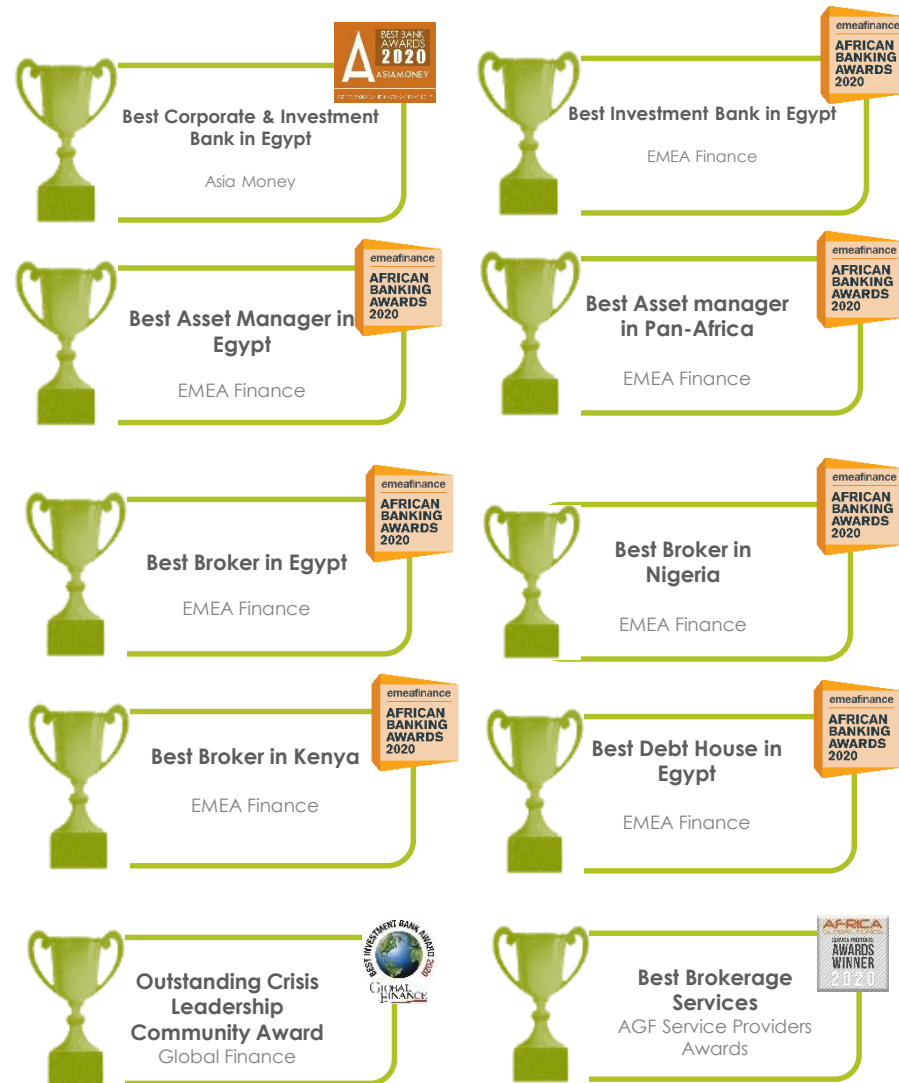 BEST BANK
AWARDS
2020
ASIAMONEY
Best Corporate & Investment
Bank in Egypt
Asia Money
emeafinance
AFRICAN
BANKING
AWARDS
2020
Best Investment Bank in Egypt
EMEA Finance
emeafinance
AFRICAN
BANKING
AWARDS
2020
Best Asset Manager in
Egypt
EMEA Finance
emeafinance
AFRICAN
BANKING
AWARDS
2020
Best Asset manager
in Pan-Africa
EMEA Finance
emeafinance
AFRICAN
BANKING
AWARDS
2020
Best Broker in Egypt
EMEA Finance
emeafinance
AFRICAN
BANKING
AWARDS
2020
Best Broker in
Nigeria
EMEA Finance
emeafinance
AFRICAN
BANKING
AWARDS
2020
Best Broker in Kenya
EMEA Finance
emeafinance
AFRICAN
BANKING
AWARDS
2020
Best Debt House in
Egypt
EMEA Finance
BEST INVESTMENT BANK AWARD 2020
GLOBAL
FINANCE
Outstanding Crisis
Leadership
Community Award
Global Finance
AFRICA
GLOBAL FUNDS
SERVICE PROVIDERS
AWARDS
WINNER
2020
Best Brokerage
Services
AGF Service Providers
Awards